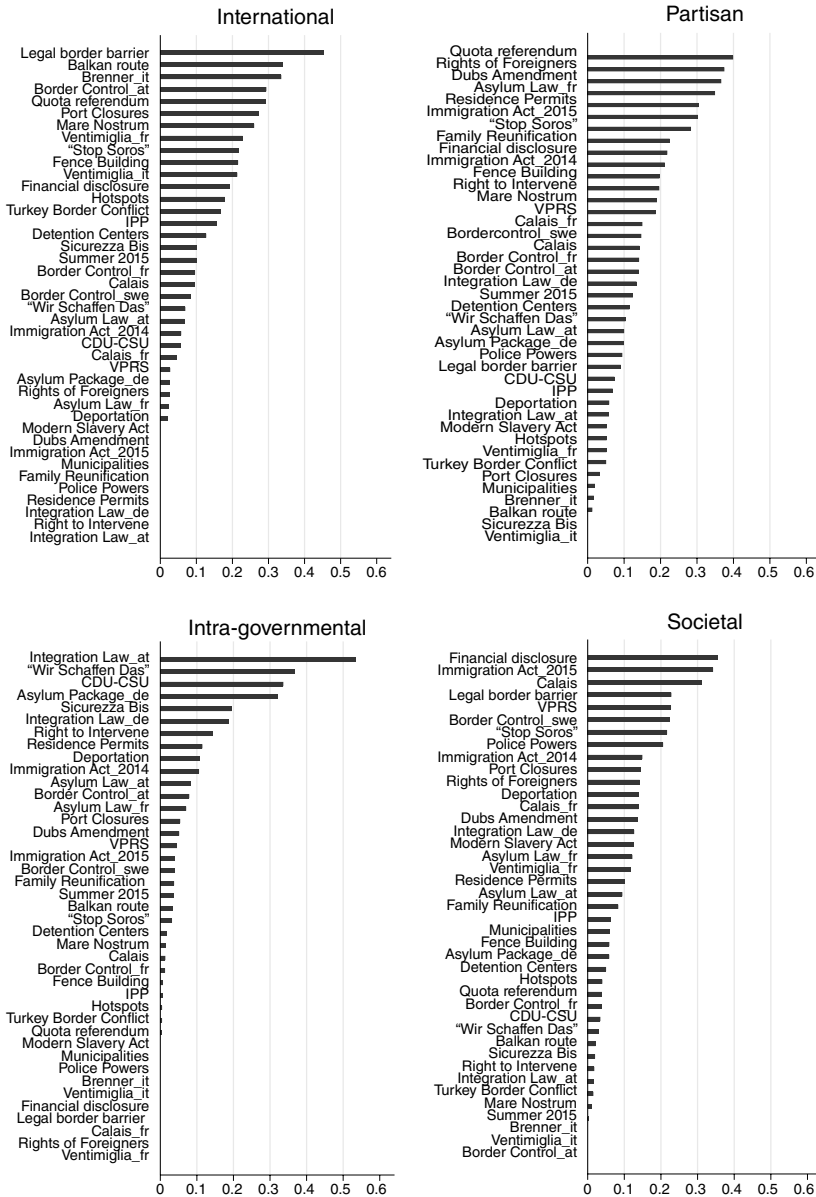 International
Legal border barrier
Balkan route
Brenner_it
Border Control_at
Quota referendum
Port Closures
Mare Nostrum
Ventimiglia_fr
“Stop Soros”
Fence Building
Ventimiglia_it
Financial disclosure
Hotspots
Turkey Border Conflict
IPP
Detention Centers
Sicurezza Bis
Summer 2015
Border Control_fr
Calais
Border Control_swe
“Wir Schaffen Das”
Asylum Law_at
Immigration Act_2014
CDU-CSU
Calais_fr
VPRS
Asylum Package_de
Rights of Foreigners
Asylum Law_fr
Deportation
Modern Slavery Act
Dubs Amendment
Immigration Act_2015
Municipalities
Family Reunification
Police Powers
Residence Permits
Integration Law_de
Right to Intervene
Integration Law_at
0 0.1 0.2 0.3 0.4 0.5 0.6
Partisan
Quota referendum
Rights of Foreigners
Dubs Amendment
Asylum Law_fr
Residence Permits
Immigration Act_2015
“Stop Soros”
Family Reunification
Financial disclosure
Immigration Act_2014
Fence Building
Right to Intervene
Mare Nostrum
VPRS
Calais_fr
Bordercontrol_swe
Calais
Border Control_fr
Border Control_at
Integration Law_de
Summer 2015
Detention Centers
“Wir Schaffen Das”
Asylum Law_at
Asylum Package_de
Police Powers
Legal border barrier
CDU-CSU
IPP
Deportation
Integration Law_at
Modern Slavery Act
Hotspots
Ventimiglia_fr
Turkey Border Conflict
Port Closures
Municipalities
Brenner_it
Balkan route
Sicurezza Bis
Ventimiglia_it
0 0.1 0.2 0.3 0.4 0.5 0.6
Intra-governmental
Integration Law_at
“Wir Schaffen Das”
CDU-CSU
Asylum Package_de
Sicurezza Bis
Integration Law_de
Right to Intervene
Residence Permits
Deportation
Immigration Act_2014
Asylum Law_at
Border Control_at
Asylum Law_fr
Port Closures
Dubs Amendment
VPRS
Immigration Act_2015
Border Control_swe
Family Reunification
Summer 2015
Balkan route
“Stop Soros”
Detention Centers
Mare Nostrum
Calais
Border Control_fr
Fence Building
IPP
Hotspots
Turkey Border Conflict
Quota referendum
Modern Slavery Act
Municipalities
Police Powers
Brenner_it
Ventimiglia_it
Financial disclosure
Legal border barrier
Calais_fr
Rights of Foreigners
Ventimiglia_fr
0 0.1 0.2 0.3 0.4 0.5 0.6
Societal
Financial disclosure
Immigration Act_2015
Calais
Legal border barrier
VPRS
Border Control_swe
“Stop Soros”
Police Powers
Immigration Act_2014
Port Closures
Rights of Foreigners
Deportation
Calais_fr
Dubs Amendment
Integration Law_de
Modern Slavery Act
Asylum Law_fr
Ventimiglia_fr
Residence Permits
Asylum Law_at
Family Reunification
IPP
Municipalities
Fence Building
Asylum Package_de
Detention Centers
Hotspots
Quota referendum
Border Control_fr
CDU-CSU
“Wir Schaffen Das”
Balkan route
Sicurezza Bis
Right to Intervene
Integration Law_at
Turkey Border Conflict
Mare Nostrum
Summer 2015
Brenner_it
Ventimiglia_it
Border Control_at
0 0.1 0.2 0.3 0.4 0.5 0.6